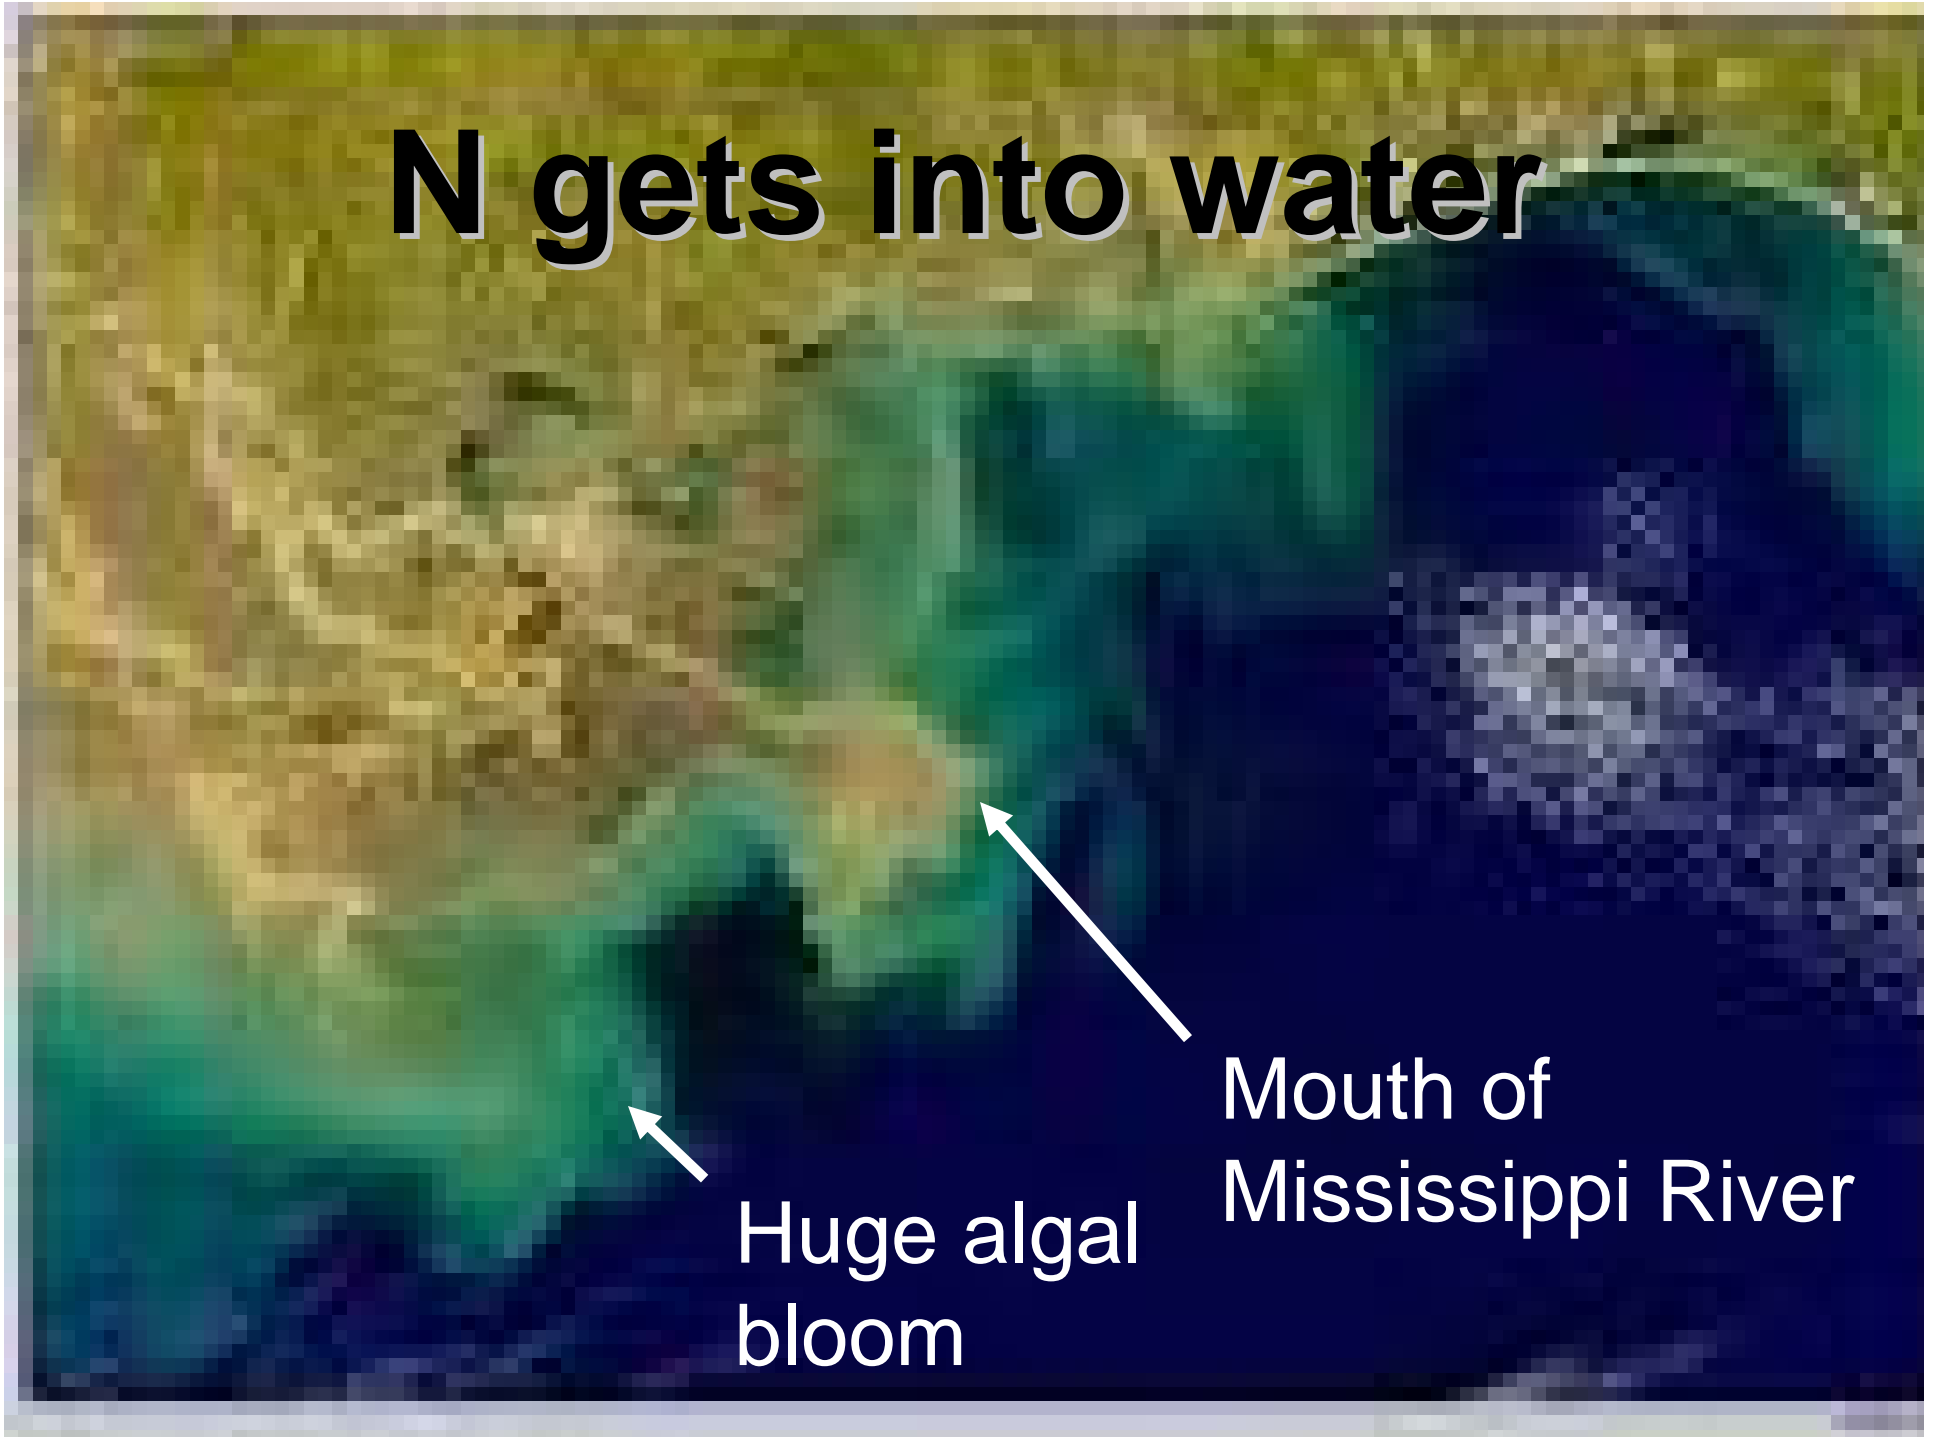 N gets into water
Mouth of
Mississippi River
Huge algal
bloom